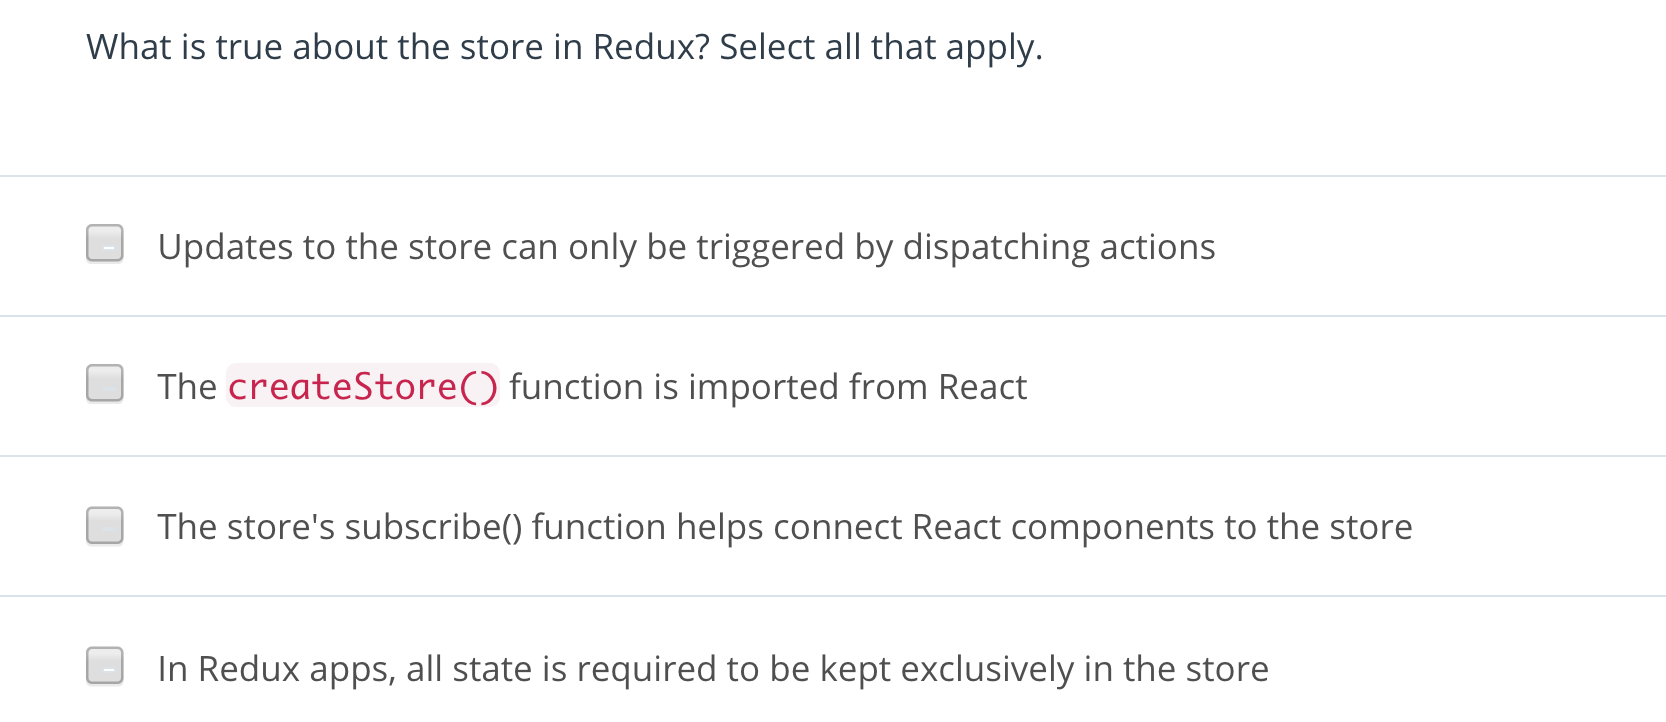 What is true about the store in Redux? Select all that apply.
Updates to the store can only be triggered by dispatching actions
The createStore() function is imported from React
The store's subscribe() function helps connect React components to the store
In Redux apps, all state is required to be kept exclusively in the store